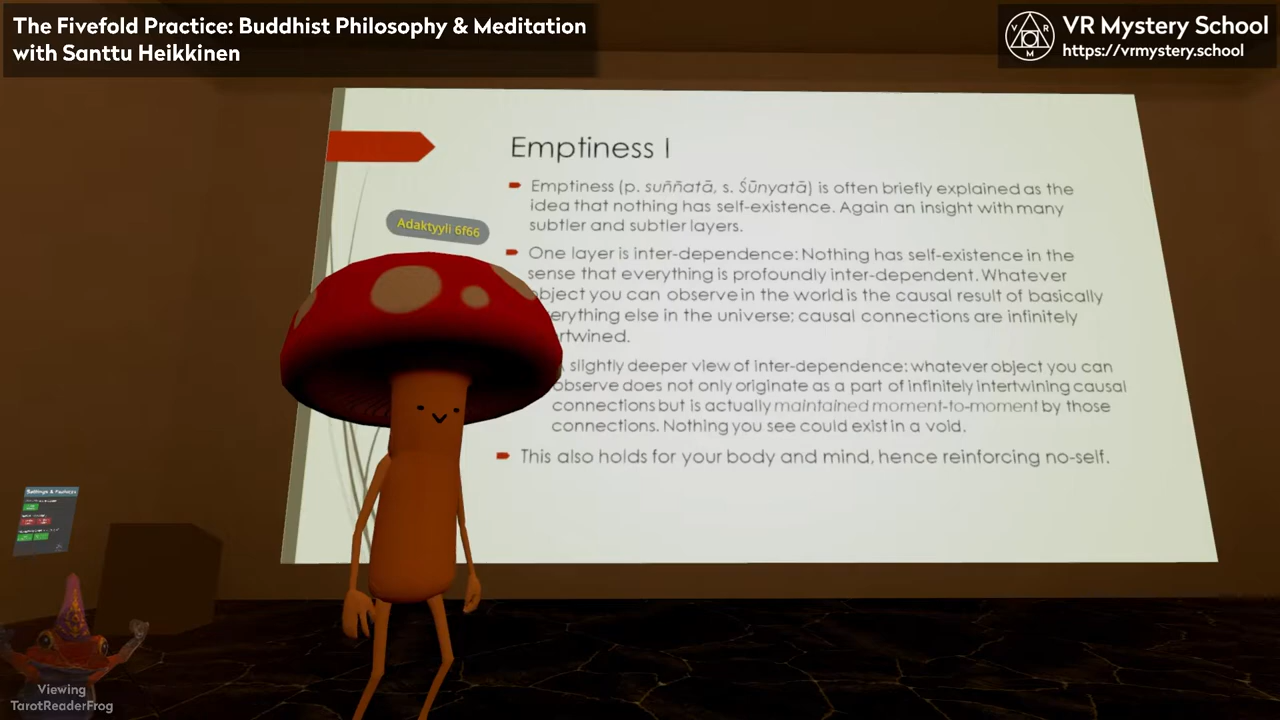 The Fivefold Practice: Buddhist Philosophy & Meditation
with Santtu Heikkinen
V R
M
VR Mystery School
https://vrmystery.school
Emptiness I
Emptiness (p. suññatā, s. Śūnyatā) is often briefly explained as the
idea that nothing has self-existence. Again an insight with many
subtler and subtler layers.
Adaktyyli 6f66
One layer is inter-dependence: Nothing has self-existence in the
sense that everything is profoundly inter-dependent. Whatever
object you can observe in the world is the causal result of basically
erything else in the universe; causal connections are infinitely
rtwined.
slightly deeper view of inter-dependence: whatever object you can
observe does not only originate as a part of infinitely intertwining causal
connections but is actually maintained moment-to-moment by those
connections. Nothing you see could exist in a void.
This also holds for your body and mind, hence reinforcing no-self.
Settings & Features
Viewing
TarotReaderFrog